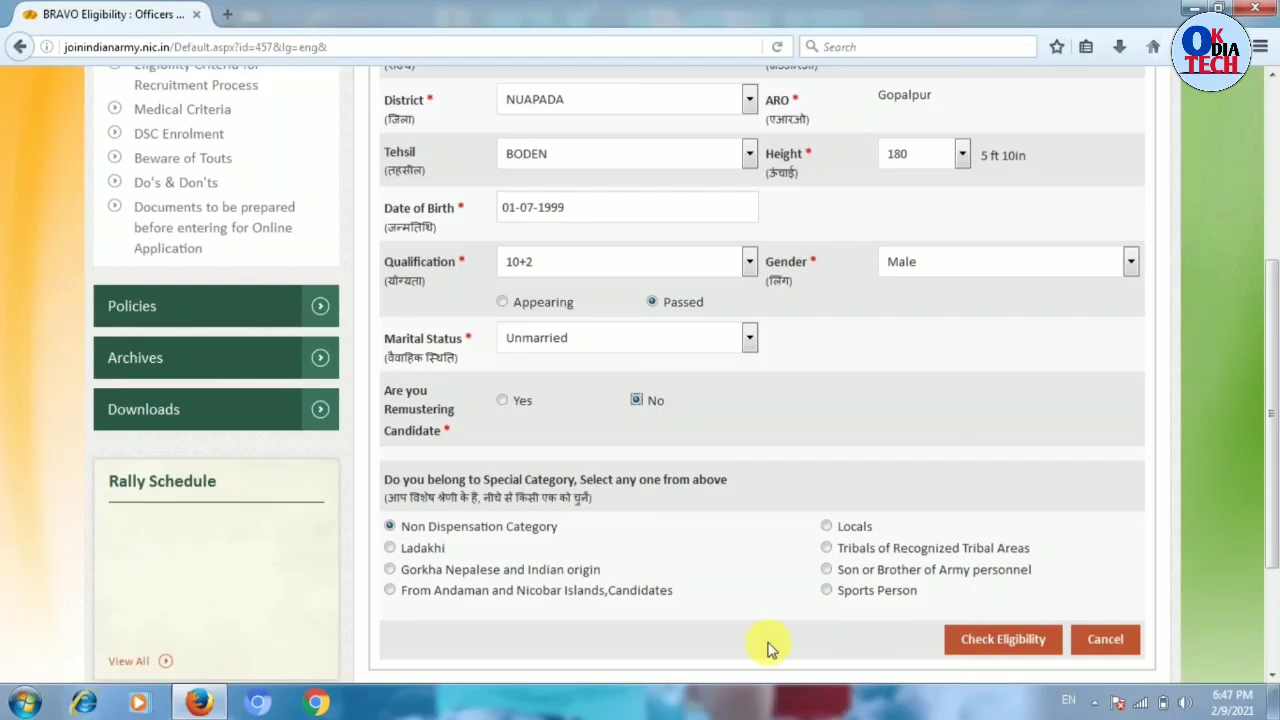 BRAVO Eligibility : Officers ...
joinindianarmy.nic.in/Default.aspx?id=457&lg=eng&
Search
OK
DIA
TECH
Eligibility Criteria for
Recruitment Process
Medical Criteria
DSC Enrolment
Beware of Touts
Do's & Don'ts
Documents to be prepared
before entering for Online
Application
Policies
Archives
Downloads
Rally Schedule
View All
District * NUAPADA ARO * Gopalpur
(जिला) (एआरओ)
Tehsil BODEN Height * 180 5 ft 10in
(तहसील) (ऊंचाई)
Date of Birth * 01-07-1999
(जन्मतिथि)
Qualification * 10+2 Gender * Male
(योग्यता) (लिंग)
Appearing Passed
Marital Status * Unmarried
(वैवाहिक स्थिति)
Are you
Remustering
Candidate *
Yes No
Do you belong to Special Category, Select any one from above
(आप विशेष श्रेणी के हैं, नीचे से किसी एक को चुनें)
Non Dispensation Category Locals
Ladakhi Tribals of Recognized Tribal Areas
Gorkha Nepalese and Indian origin Son or Brother of Army personnel
From Andaman and Nicobar Islands,Candidates Sports Person
Check Eligibility Cancel
EN
6:47 PM
2/9/2021